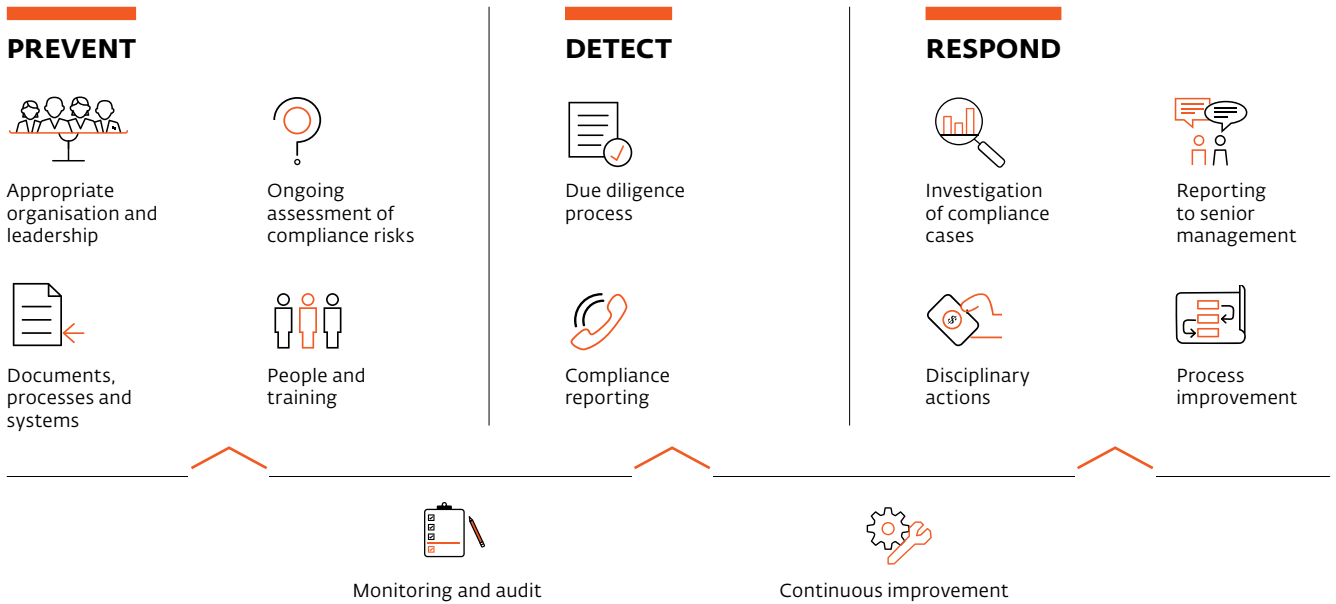 PREVENT
Appropriate
organisation and
leadership
Ongoing
assessment of
compliance risks
Documents,
processes and
systems
People and
training
DETECT
Due diligence
process
Compliance
reporting
RESPOND
Investigation
of compliance
cases
Reporting
to senior
management
$
Disciplinary
actions
Process
improvement
Monitoring and audit
Continuous improvement